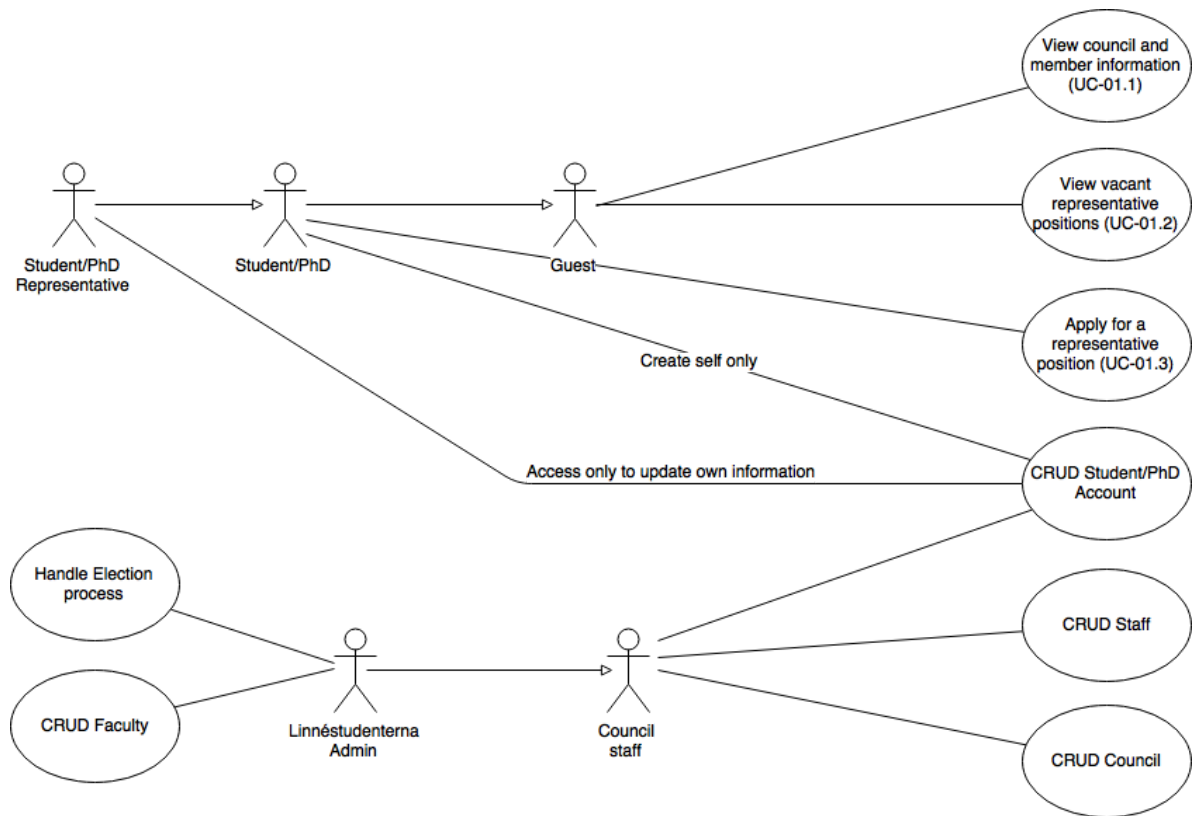 View council and
member information
(UC-01.1)
View vacant
representative
positions (UC-01.2)
Student/PhD
Representative
Student/PhD
Guest
Apply for a
representative
position (UC-01.3)
Create self only
Access only to update own information
CRUD Student/PhD
Account
Handle Election
process
CRUD Staff
CRUD Faculty
Linnéstudenterna
Admin
Council
staff
CRUD Council